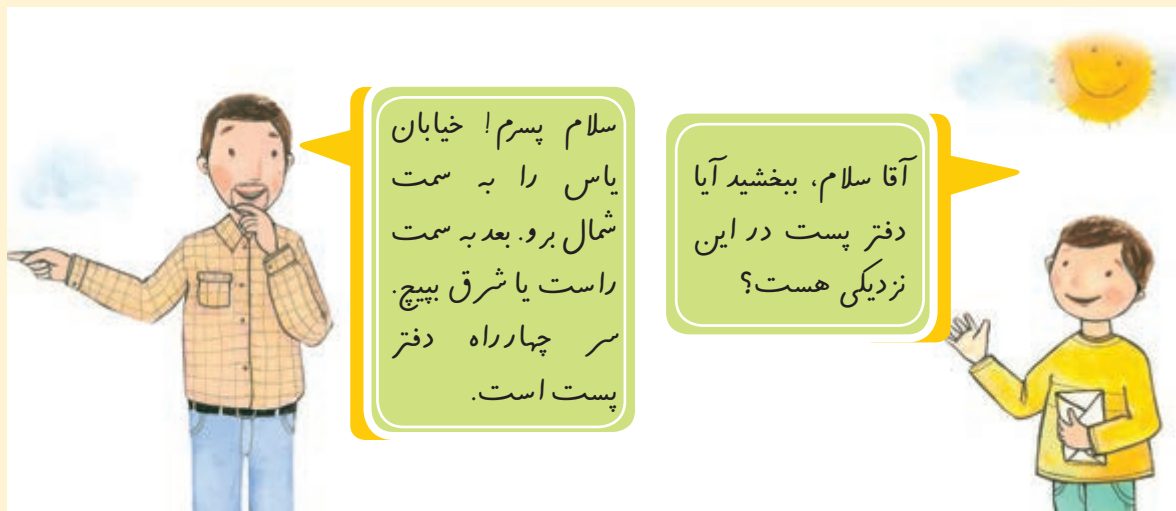 آقا سلام، ببخشید آیا
دفتر پست در این
نزدیکی هست؟
سلام پسرم! خیابان
یاس را به سمت
شمال برو. بعد به سمت
راست یا شرق بپیچ.
سر چهارراه دفتر
پست است.